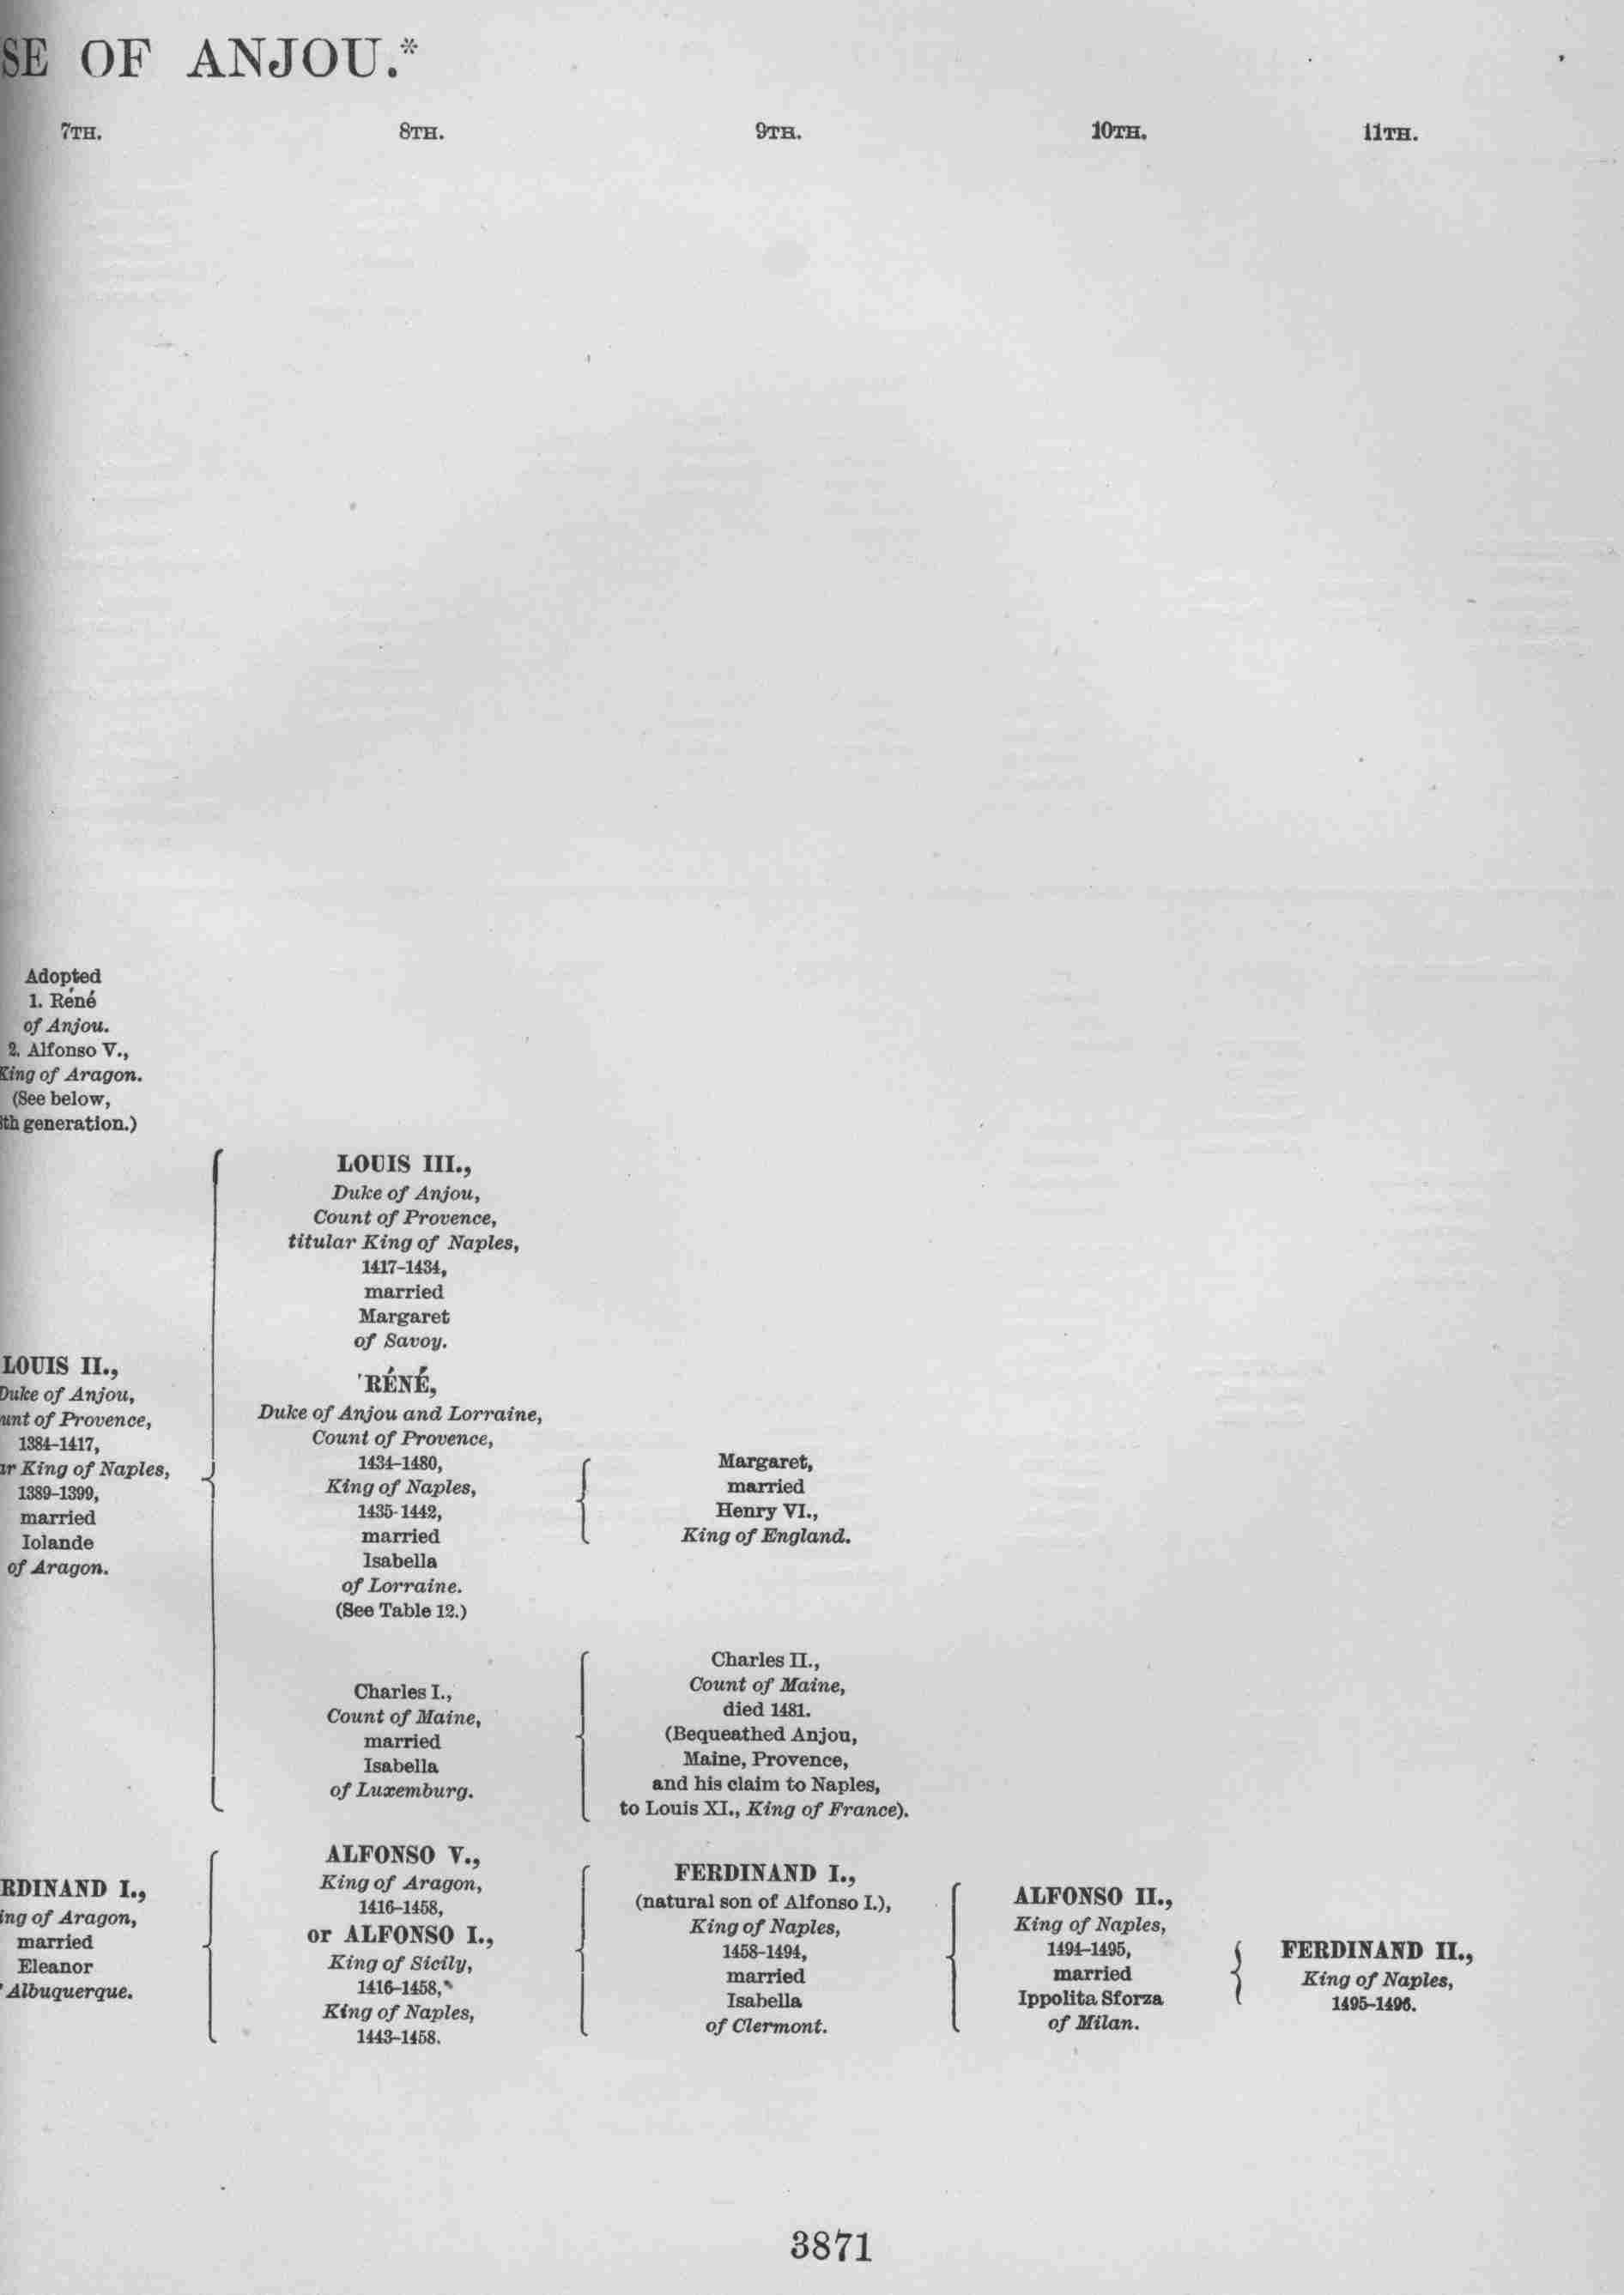 SE OF ANJOU.*
7TH. 8TH. 9TH. 10TH. 11TH.
Adopted
1. Réné
of Anjou.
2. Alfonso V.,
King of Aragon.
(See below,
8th generation.)
LOUIS II.,
Duke of Anjou,
unt of Provence,
1384-1417,
ar King of Naples,
1389-1399,
married
Iolande
of Aragon.
RDINAND I.,
ing of Aragon,
married
Eleanor
Albuquerque.
LOUIS III.,
Duke of Anjou,
Count of Provence,
titular King of Naples,
1417-1434,
married
Margaret
of Savoy.
RÉNÉ,
Duke of Anjou and Lorraine,
Count of Provence,
1434-1480,
King of Naples,
1435-1442,
married
Isabella
of Lorraine.
(See Table 12.)
Charles I.,
Count of Maine,
married
Isabella
of Luxemburg.
ALFONSO V.,
King of Aragon,
1416-1458,
or ALFONSO I.,
King of Sicily,
1416-1458,
King of Naples,
1443-1458.
Margaret,
married
Henry VI.,
King of England.
Charles II.,
Count of Maine,
died 1481.
(Bequeathed Anjou,
Maine, Provence,
and his claim to Naples,
to Louis XI., King of France).
FERDINAND I.,
(natural son of Alfonso I.),
King of Naples,
1458-1494,
married
Isabella
of Clermont.
ALFONSO II.,
King of Naples,
1494-1495,
married
Ippolita Sforza
of Milan.
FERDINAND II.,
King of Naples,
1495-1496.
3871